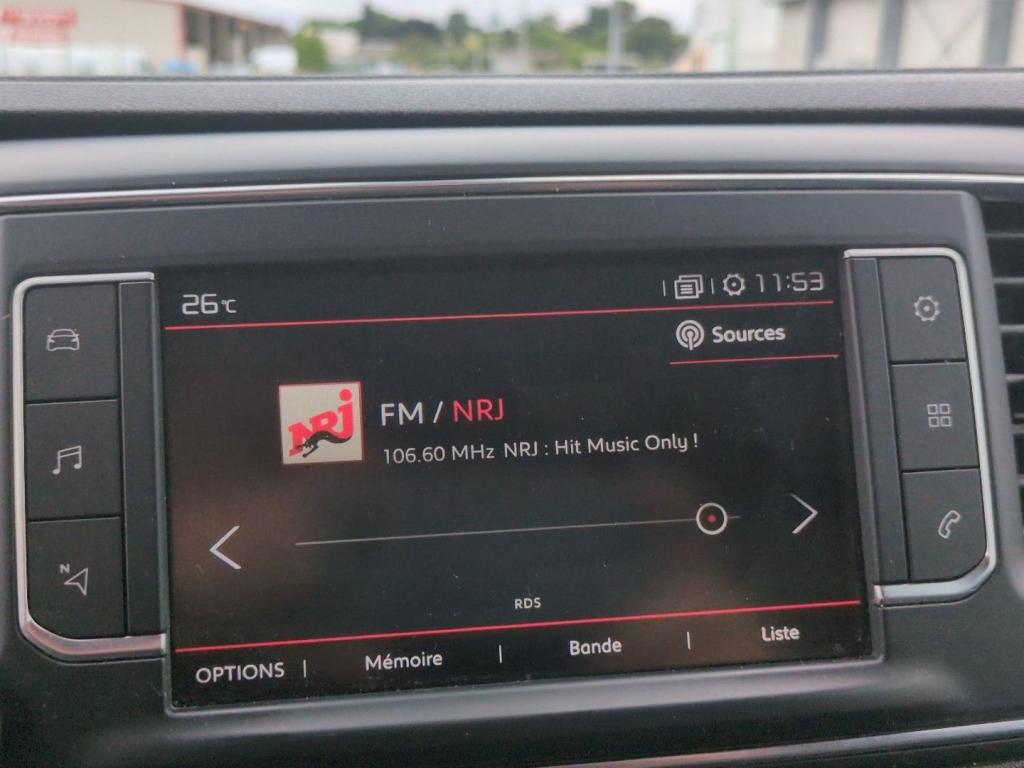 26°C
11:53
Sources
NRJ
FM / NRJ
106.60 MHz NRJ : Hit Music Only !
N
RDS
OPTIONS | Mémoire | Bande | Liste